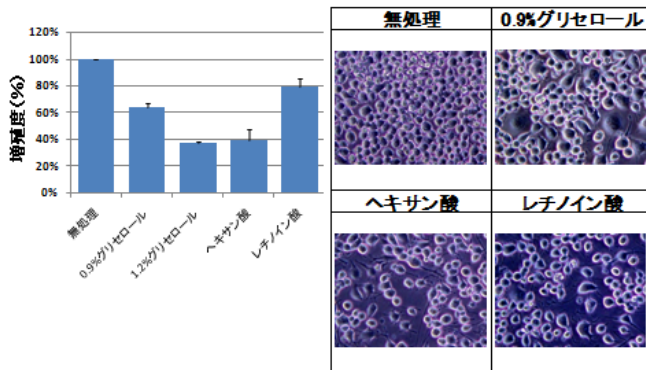 120%
100%
80%
60%
40%
20%
0%
増殖度(%)
無処理
0.9%グリセロール
1.2%グリセロール
ヘキサン酸
レチノイン酸
無処理
0.9%グリセロール
ヘキサン酸
レチノイン酸